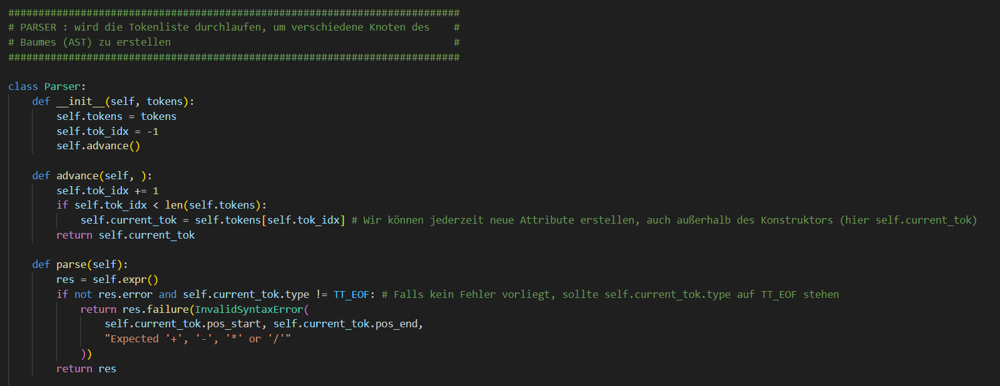 ###########################################################################
# PARSER : wird die Tokenliste durchlaufen, um verschiedene Knoten des    #
# Baumes (AST) zu erstellen                                               #
###########################################################################

class Parser:
    def __init__(self, tokens):
        self.tokens = tokens
        self.tok_idx = -1
        self.advance()

    def advance(self, ):
        self.tok_idx += 1
        if self.tok_idx < len(self.tokens):
            self.current_tok = self.tokens[self.tok_idx] # Wir können jederzeit neue Attribute erstellen, auch außerhalb des Konstruktors (hier self.current_tok)
        return self.current_tok

    def parse(self):
        res = self.expr()
        if not res.error and self.current_tok.type != TT_EOF: # Falls kein Fehler vorliegt, sollte self.current_tok.type auf TT_EOF stehen
            return res.failure(InvalidSyntaxError(
                self.current_tok.pos_start, self.current_tok.pos_end,
                "Expected '+', '-', '*' or '/'"
            ))
        return res